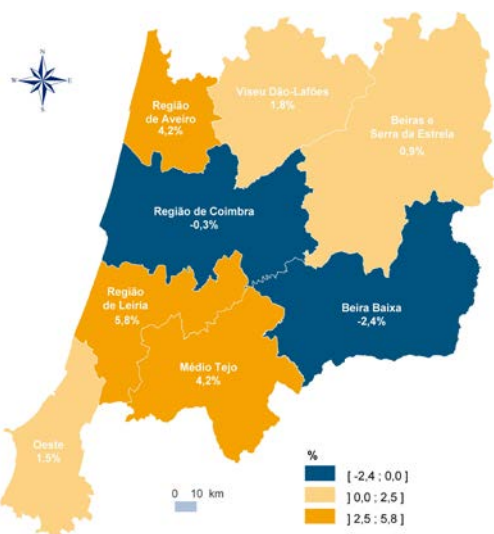 N
W
E
S
Região
de Aveiro
4,2%
Viseu Dão-Lafões
1,8%
Beiras e
Serra da Estrela
0,9%
Região de Coimbra
-0,3%
Região
de Leiria
5,8%
Beira Baixa
-2,4%
Médio Tejo
4,2%
Oeste
1,5%
%
[ -2,4 ; 0,0 ]
] 0,0 ; 2,5 ]
] 2,5 ; 5,8 ]
0 10 km